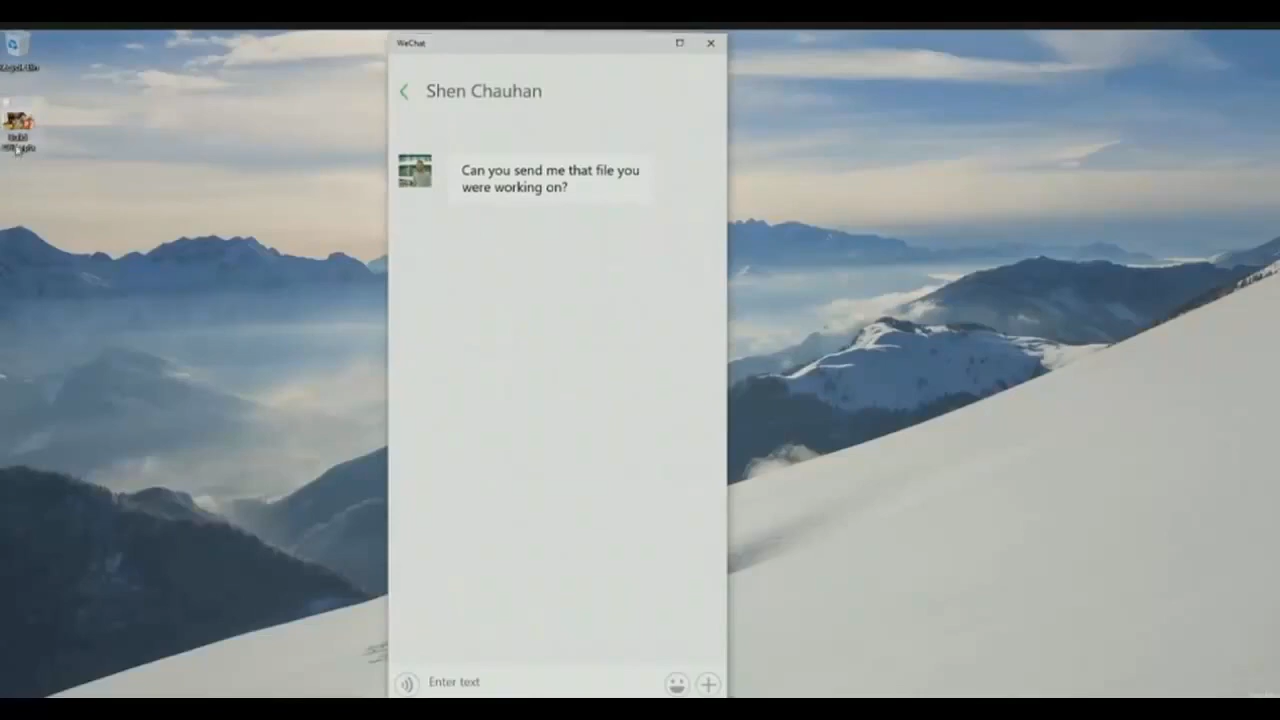 WeChat
Shen Chauhan
Can you send me that file you
were working on?
Enter text